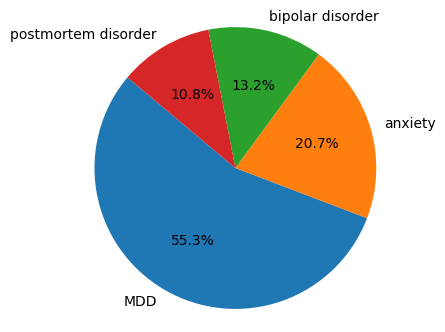 bipolar disorder
postmortem disorder
13.2%
10.8%
anxiety
20.7%
55.3%
MDD